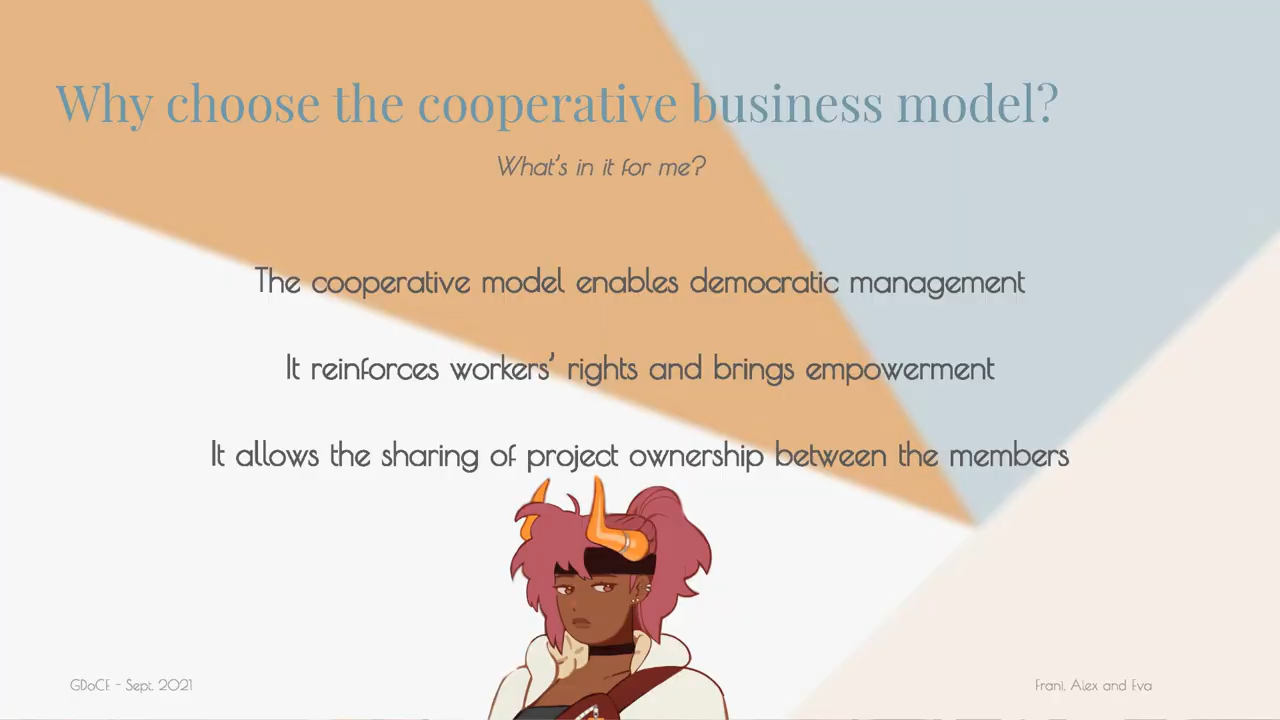 Why choose the cooperative business model?
What's in it for me?
The cooperative model enables democratic management
It reinforces workers' rights and brings empowerment
It allows the sharing of project ownership between the members
GDoCE - Sept. 2021
Frani, Alex and Eva